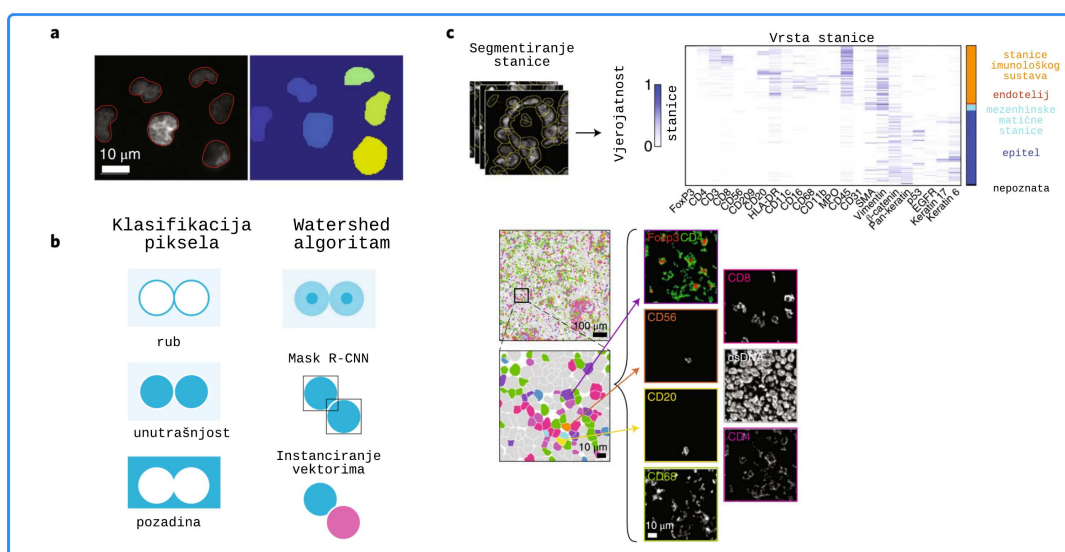 a
10 μm
b
Klasifikacija
piksela
rub
unutrašnjost
pozadina
Watershed
algoritam
Mask R-CNN
Instanciranje
vektorima
c
Segmentiranje
stanice
Vjerojatnost
stanice
1
0
Vrsta stanice
stanice
imunološkog
sustava
endotelij
mezenhinske
matične
stanice
epitel
nepoznata
FoxP3
CD4
CD3
CD8
CD56
CD209
CD20
HLA-DR
CD11c
CD16
CD68
CD11b
MPO
CD45
CD31
SMA
Vimentin
β-catenin
Pan-Keratin
p53
EGFR
Keratin 17
Keratin 6
100 μm
10 μm
Foxp3 CD4
CD56
CD20
CD68
10 μm
CD8
dsDNA
CD4